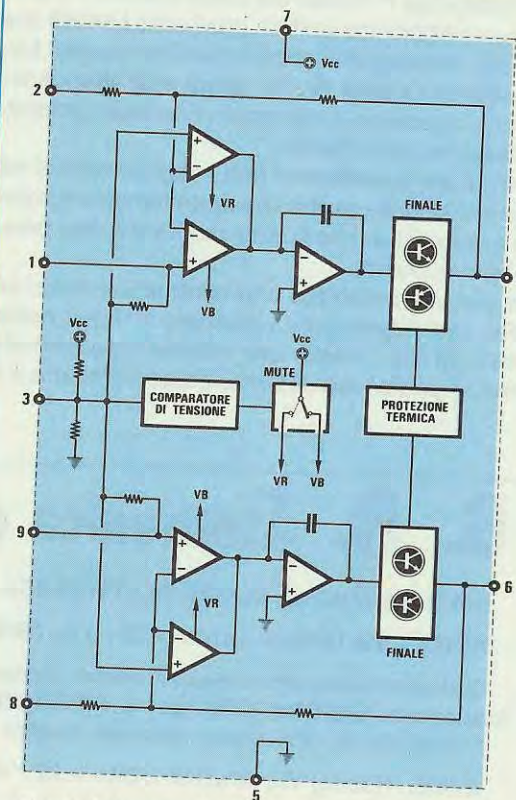 7
Vcc
2
+
-
VR
FINALE
-
+
-
+
1
VB
Vcc
Vcc
MUTE
3
COMPARATORE
DI TENSIONE
PROTEZIONE
TERMICA
VR
VB
VB
9
+
-
-
+
6
VR
-
+
FINALE
8
5